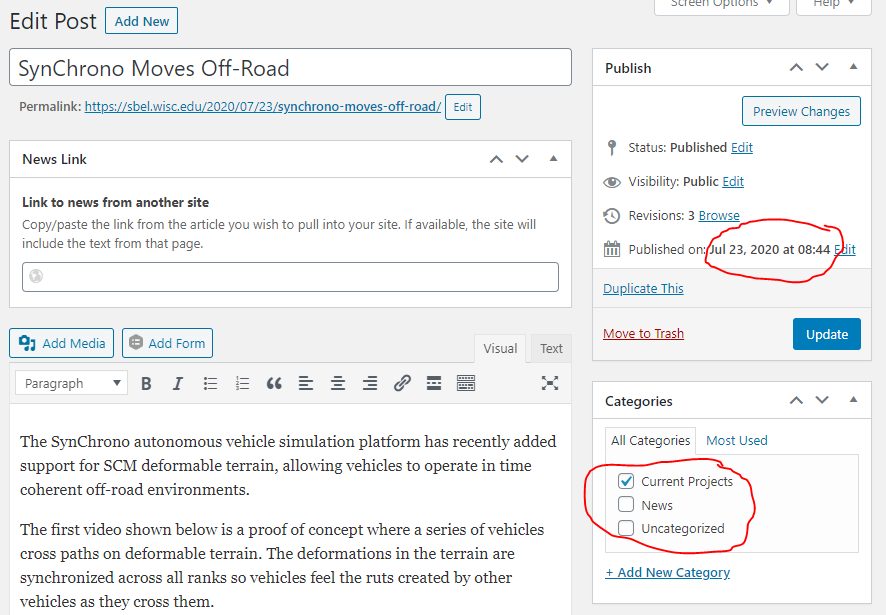 Edit Post Add New
Screen Options ▼ Help ▼
SynChrono Moves Off-Road
Permalink: https://sbel.wisc.edu/2020/07/23/synchrono-moves-off-road/ Edit
News Link
Link to news from another site
Copy/paste the link from the article you wish to pull into your site. If available, the site will
include the text from that page.
Add Media Add Form
Visual Text
Paragraph
The SynChrono autonomous vehicle simulation platform has recently added
support for SCM deformable terrain, allowing vehicles to operate in time
coherent off-road environments.
The first video shown below is a proof of concept where a series of vehicles
cross paths on deformable terrain. The deformations in the terrain are
synchronized across all ranks so vehicles feel the ruts created by other
vehicles as they cross them.
Publish
Preview Changes
Status: Published Edit
Visibility: Public Edit
Revisions: 3 Browse
Published on: Jul 23, 2020 at 08:44 Edit
Duplicate This
Move to Trash Update
Categories
All Categories Most Used
Current Projects
News
Uncategorized
+ Add New Category